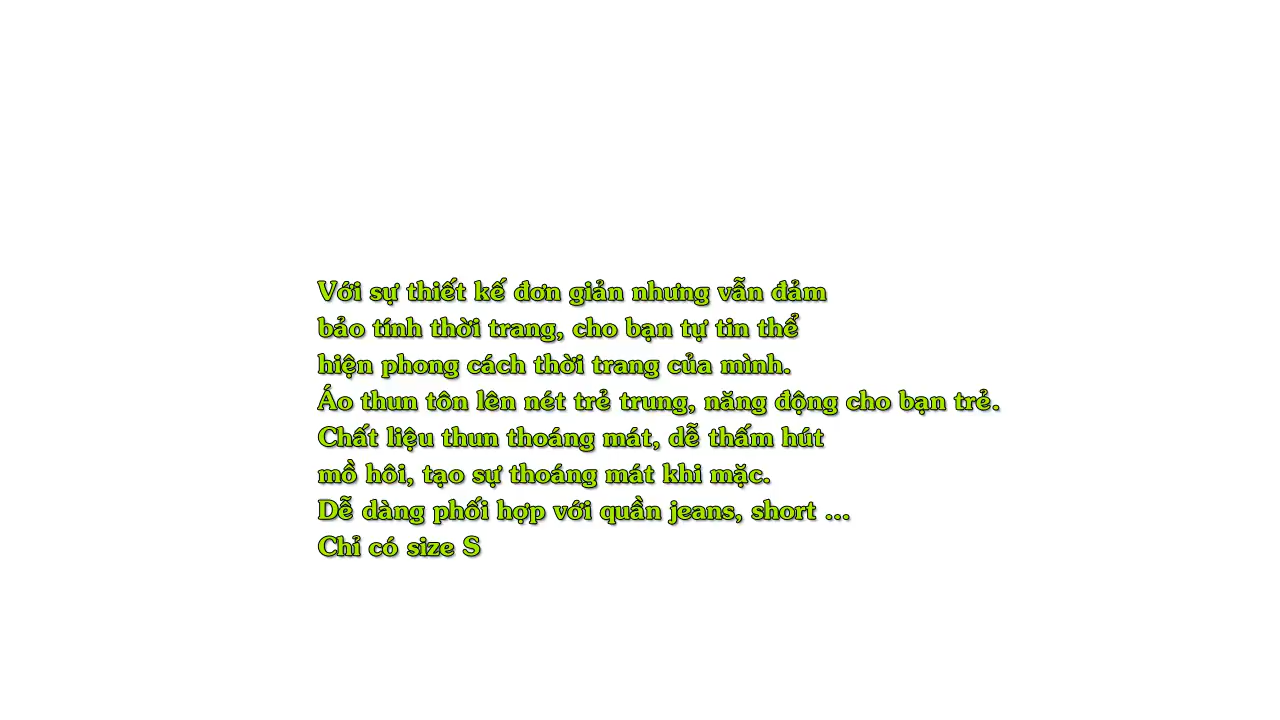 Với sự thiết kế đơn giản nhưng vẫn đảm
bảo tính thời trang, cho bạn tự tin thể
hiện phong cách thời trang của mình.
Áo thun tôn lên nét trẻ trung, năng động cho bạn trẻ.
Chất liệu thun thoáng mát, dễ thấm hút
mồ hôi, tạo sự thoáng mát khi mặc.
Dễ dàng phối hợp với quần jeans, short ...
Chỉ có size S